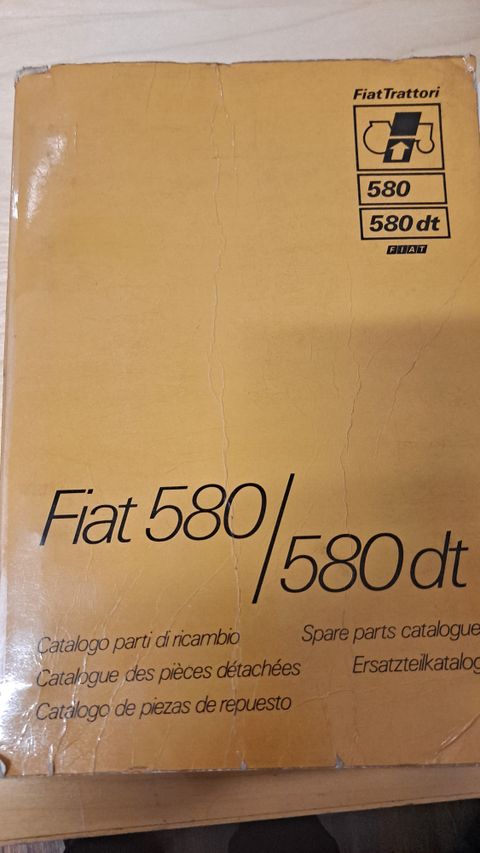 FiatTrattori
580
580 dt
FIAT
Fiat 580/580 dt
Catalogo parti di ricambio
Spare parts catalogue
Catalogue des pièces détachées
Ersatzteilkatalog
Catalogo de piezas de repuesto